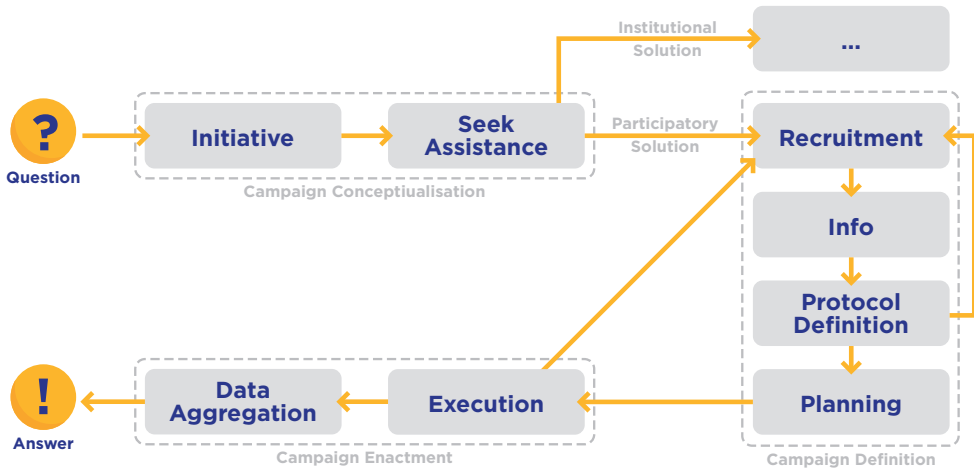 Institutional
Solution
...
?
Question
Initiative
Seek
Assistance
Participatory
Solution
Recruitment
Campaign Conceptiualisation
Info
Protocol
Definition
!
Answer
Data
Aggregation
Execution
Planning
Campaign Enactment
Campaign Definition